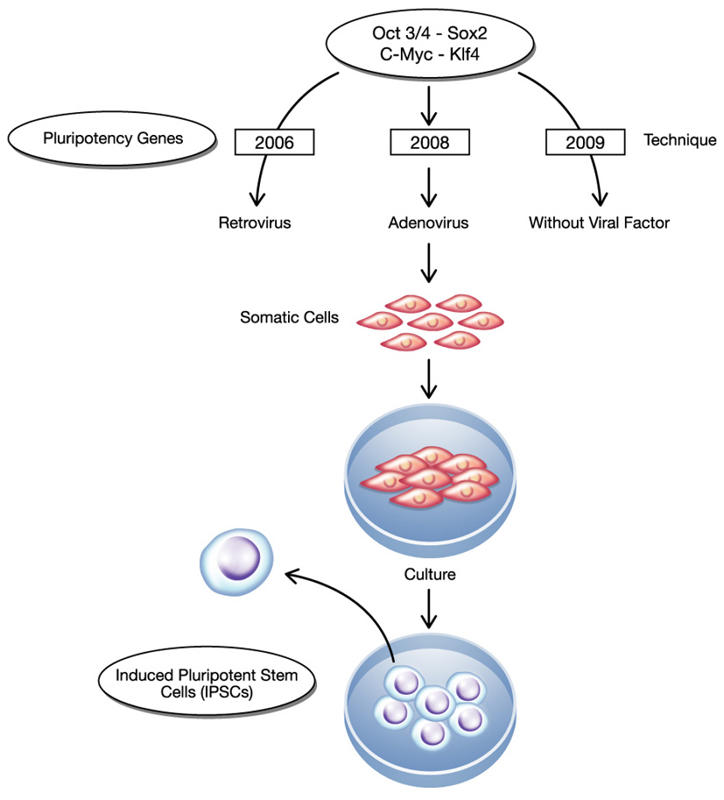 Oct 3/4 - Sox2
C-Myc - Klf4
Pluripotency Genes
2006
2008
2009
Technique
Retrovirus
Adenovirus
Without Viral Factor
Somatic Cells
Culture
Induced Pluripotent Stem
Cells (IPSCs)